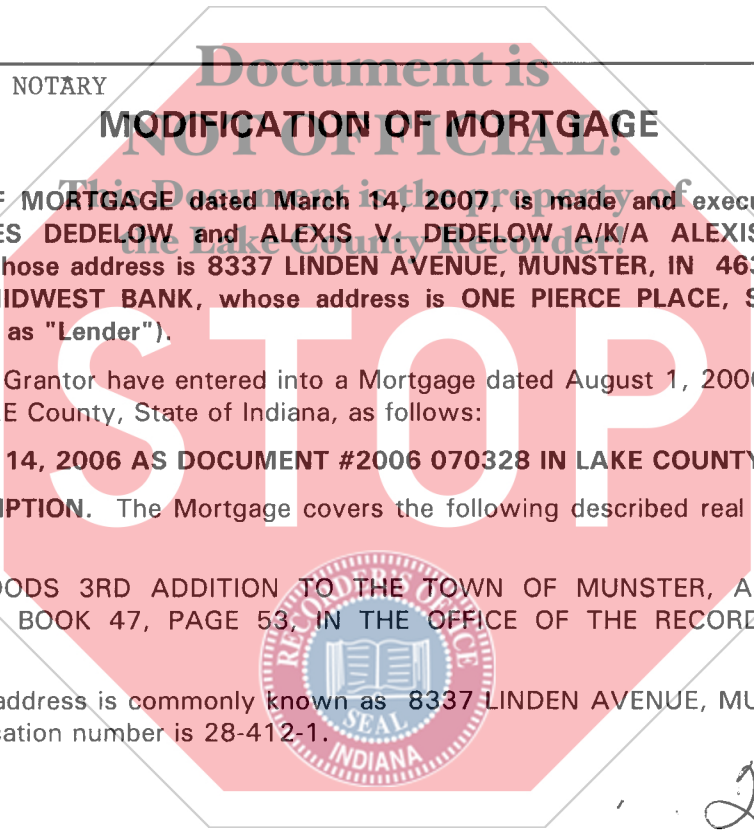 NOTARY
Document is
MODIFICATION OF MORTGAGE
NOT OFFICIAL!
F MORTGAGE dated March 14, 2007, is made and execu
This Document is the property of
ES DEDELOW and ALEXIS V. DEDELOW A/K/A ALEXIS
the Lake County Recorder!
hose address is 8337 LINDEN AVENUE, MUNSTER, IN 463
MIDWEST BANK, whose address is ONE PIERCE PLACE, S
as "Lender").
Grantor have entered into a Mortgage dated August 1, 2006
E County, State of Indiana, as follows:
14, 2006 AS DOCUMENT #2006 070328 IN LAKE COUNTY
IPTION. The Mortgage covers the following described real
OODS 3RD ADDITION TO THE TOWN OF MUNSTER, A
BOOK 47, PAGE 53, IN THE OFFICE OF THE RECORD
address is commonly known as 8337 LINDEN AVENUE, MU
ation number is 28-412-1.
STOP
RECORDER'S OFFICE
SEAL
INDIANA